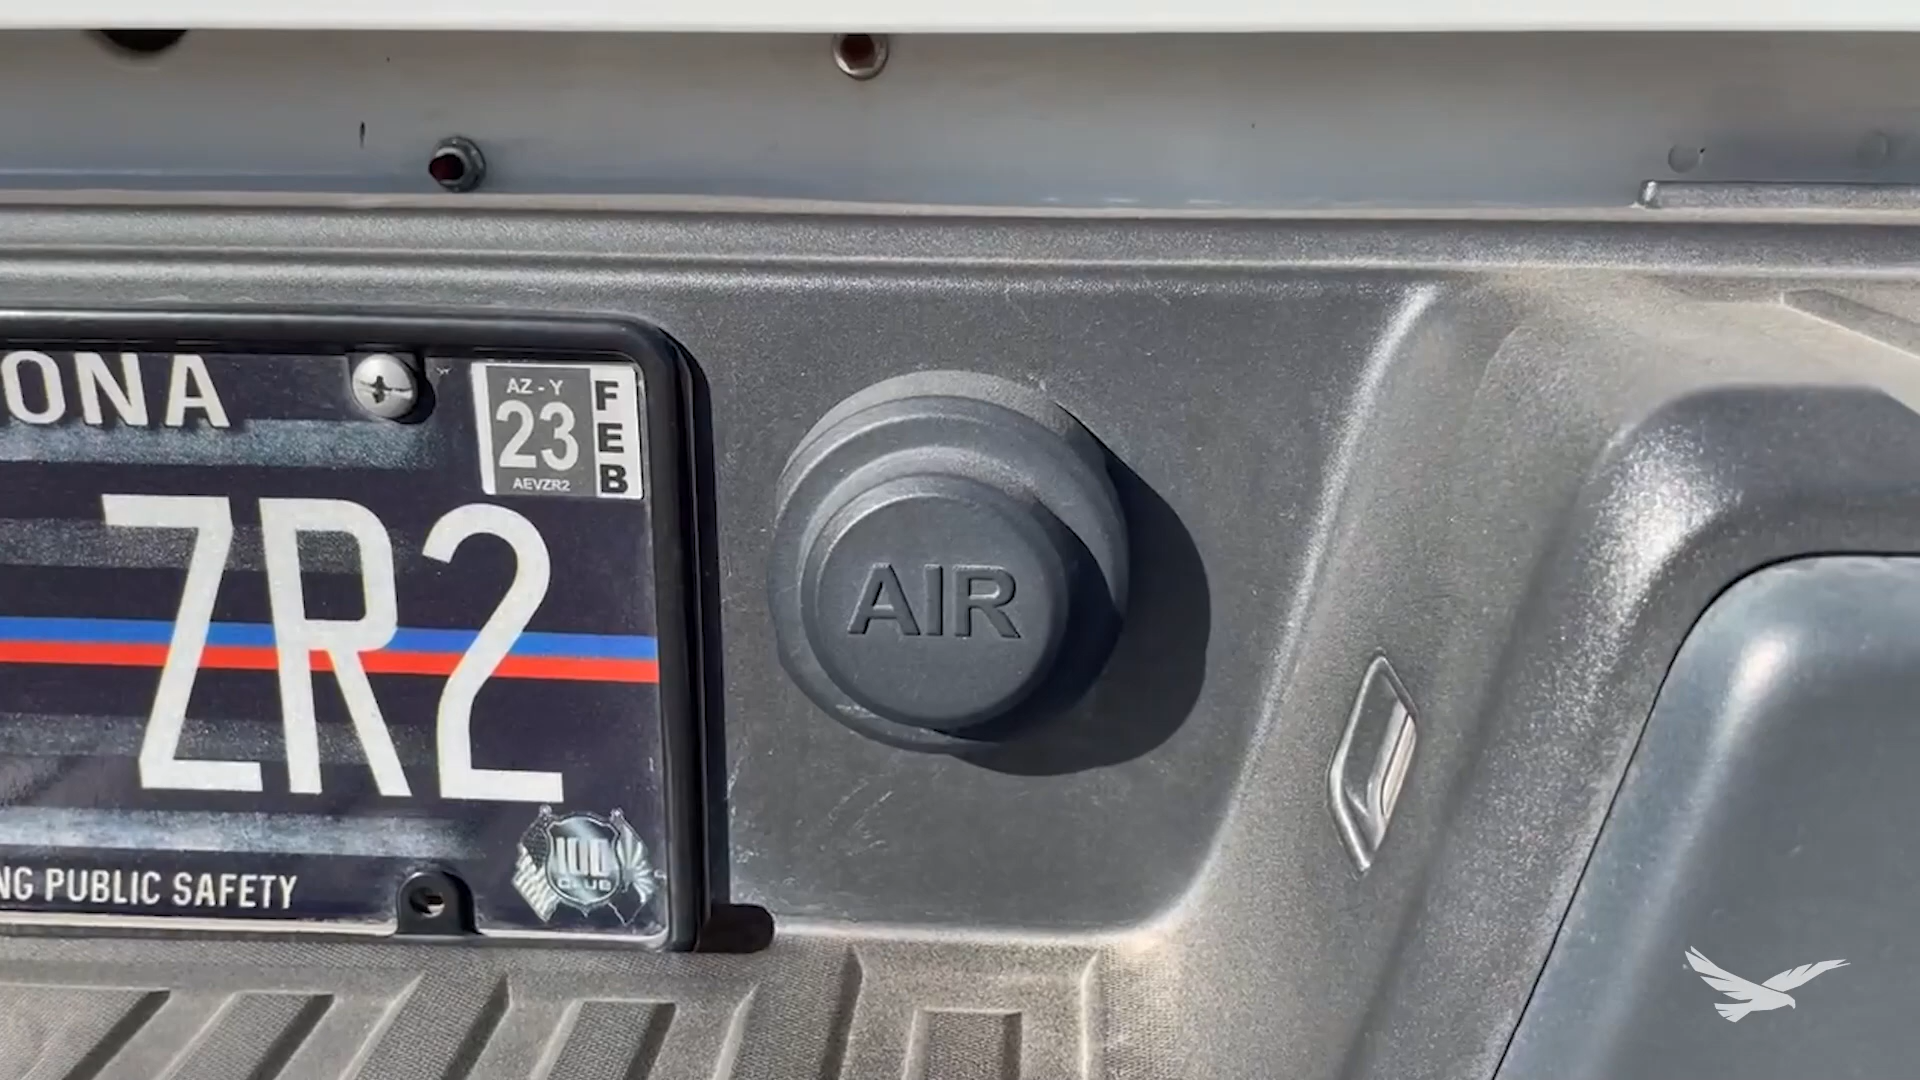 ONA
AZ - Y
23
FEB
AEVZR2
ZR2
AIR
100
CLUB
NG PUBLIC SAFETY